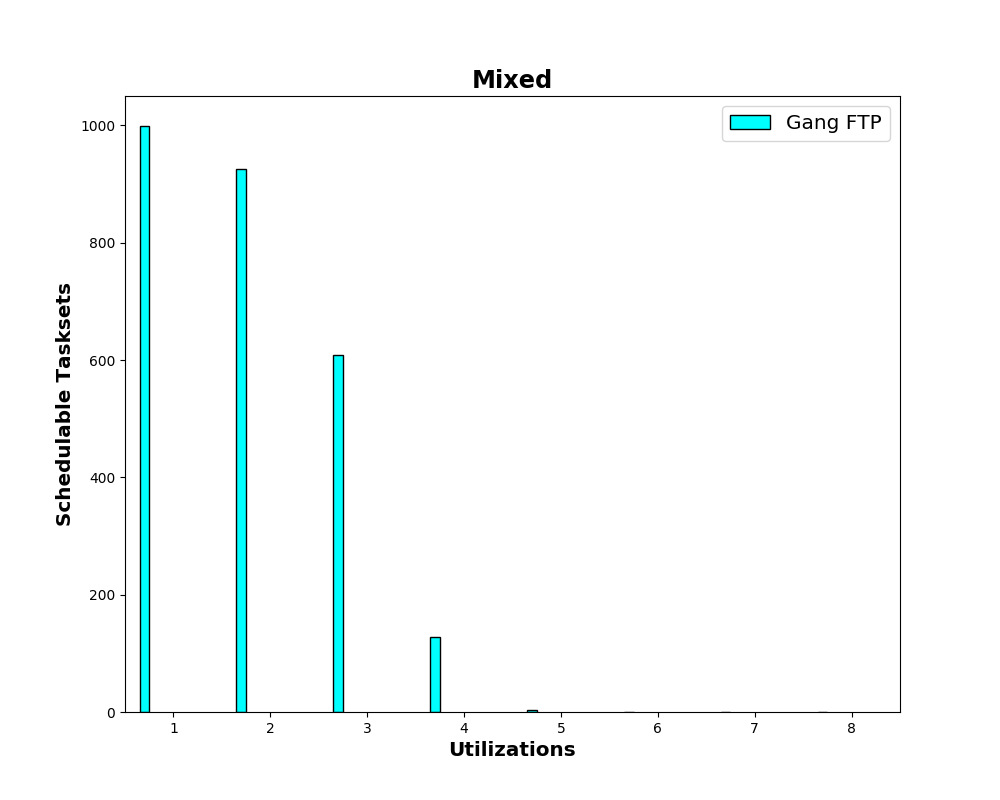 Mixed
Gang FTP
1000
800
600
400
200
0
Schedulable Tasksets
1 2 3 4 5 6 7 8
Utilizations